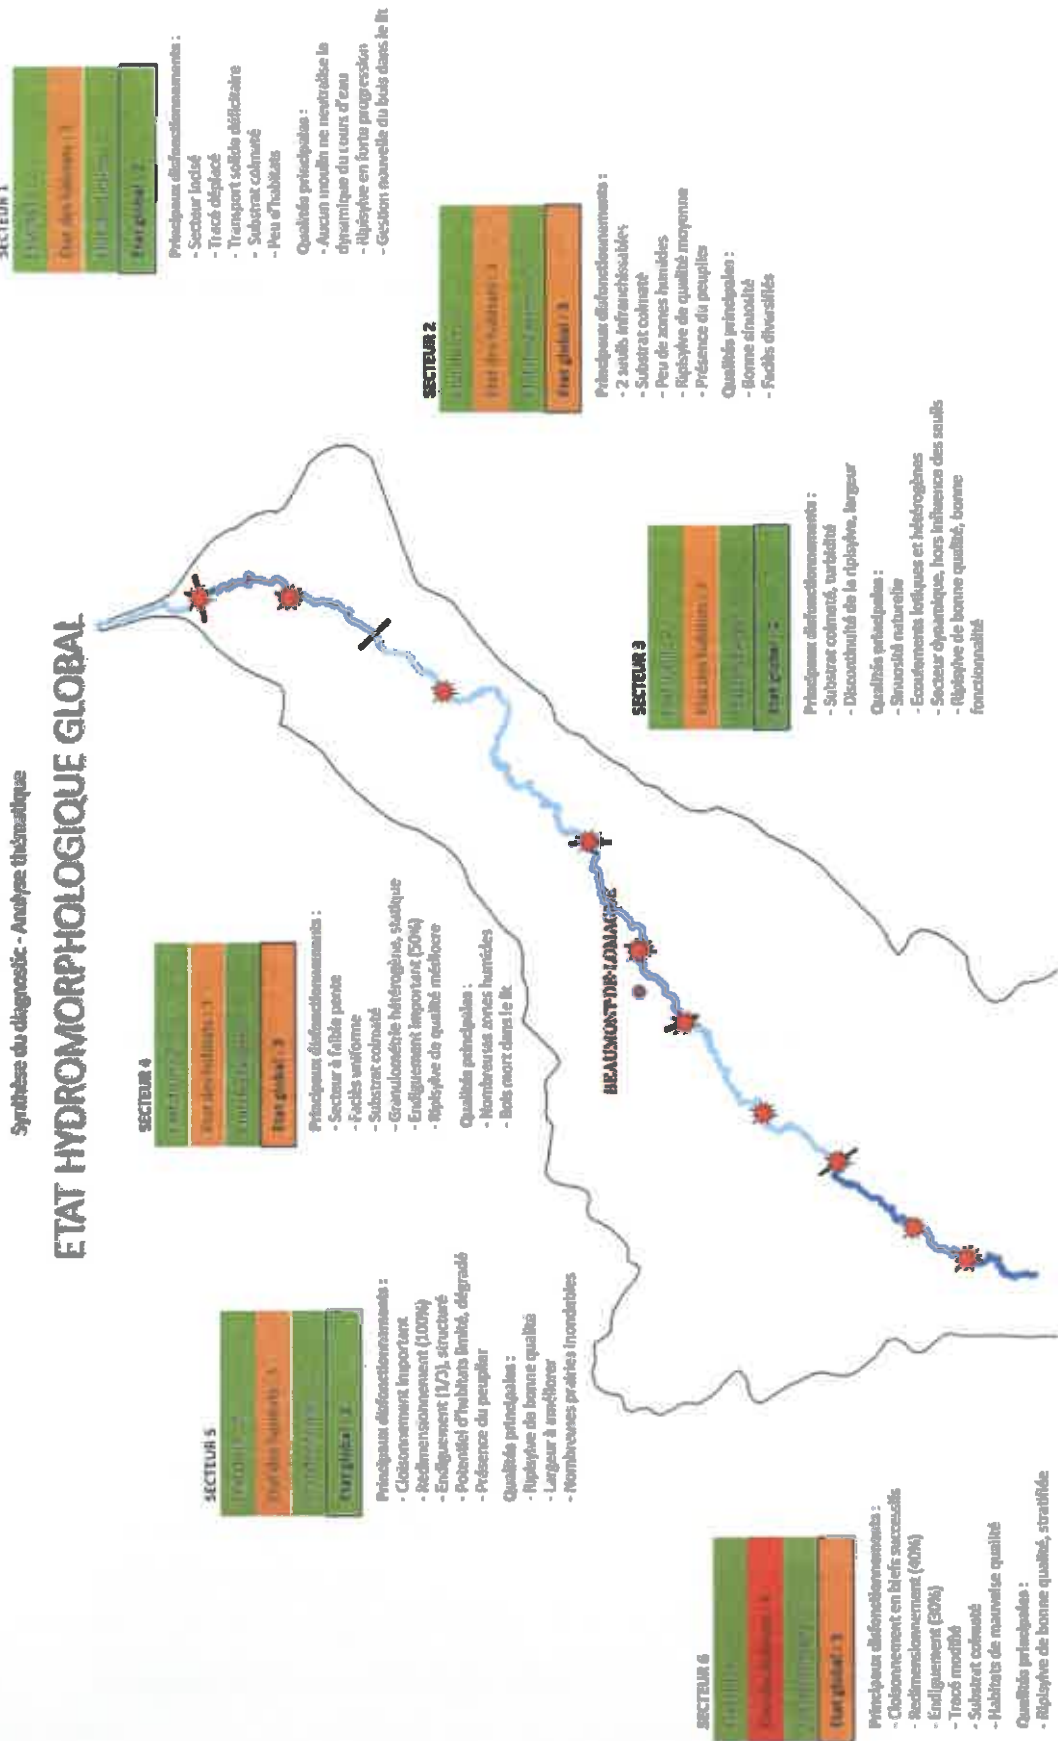 Synthèse du diagnostic - Analyse thématique
ETAT HYDROMORPHOLOGIQUE GLOBAL
SECTEUR 1
Etat des habitats : 3
Etat global : 2
Principaux disfonctionnements :
- Secteur incisé
- Tracé déplacé
- Transport solide déficitaire
- Substrat colmaté
- Peu d'habitats
Qualités principales :
- Aucun moulin ne neutralise la
dynamique du cours d'eau
- Ripisylve en forte progression
- Gestion nouvelle du bois dans le lit
SECTEUR 2
Etat des habitats : 3
Etat global : 3
Principaux disfonctionnements :
- 2 seuils infranchissables
- Substrat colmaté
- Peu de zones humides
- Ripisylve de qualité moyenne
- Présence du peuplier
Qualités principales :
- Bonne sinuosité
- Faciès diversifiés
SECTEUR 3
Etat des habitats : 3
Etat global : 2
Principaux disfonctionnements :
- Substrat colmaté, turbidité
- Discontinuité de la ripisylve, largeur
Qualités principales :
- Sinuosité naturelle
- Ecoulements lotiques et hétérogènes
- Secteur dynamique, hors influence des seuils
- Ripisylve de bonne qualité, bonne
fonctionnalité
SECTEUR 4
Etat des habitats : 3
Etat global : 3
Principaux disfonctionnements :
- Secteur à faible pente
- Faciès uniforme
- Substrat colmaté
- Granulométrie hétérogène, statique
- Endiguement important (50%)
- Ripisylve de qualité médiocre
Qualités principales :
- Nombreuses zones humides
- Bois mort dans le lit
BEAUMONT-DE-LOMAGNE
SECTEUR 5
Etat des habitats : 3
Etat global : 2
Principaux disfonctionnements :
- Cloisonnement important
- Redimensionnement (100%)
- Endiguement (1/3), structuré
- Potentiel d'habitats limité, dégradé
- Présence du peuplier
Qualités principales :
- Ripisylve de bonne qualité
- Largeur à améliorer
- Nombreuses prairies inondables
SECTEUR 6
Etat global : 3
Principaux disfonctionnements :
- Cloisonnement en biefs successifs
- Redimensionnement (40%)
- Endiguement (30%)
- Tracé modifié
- Substrat colmaté
- Habitats de mauvaise qualité
Qualités principales :
- Ripisylve de bonne qualité, stratifiée